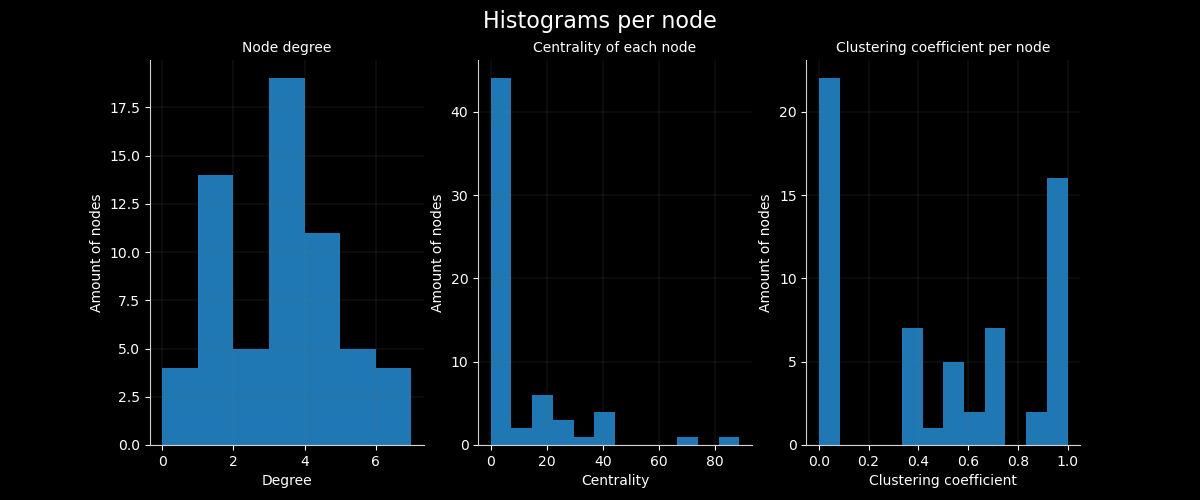 Histograms per node
Node degree
17.5
15.0
12.5
10.0
7.5
5.0
2.5
0.0
Amount of nodes
0 2 4 6
Degree
Centrality of each node
40
30
20
10
0
Amount of nodes
0 20 40 60 80
Centrality
Clustering coefficient per node
20
15
10
5
0
Amount of nodes
0.0 0.2 0.4 0.6 0.8 1.0
Clustering coefficient